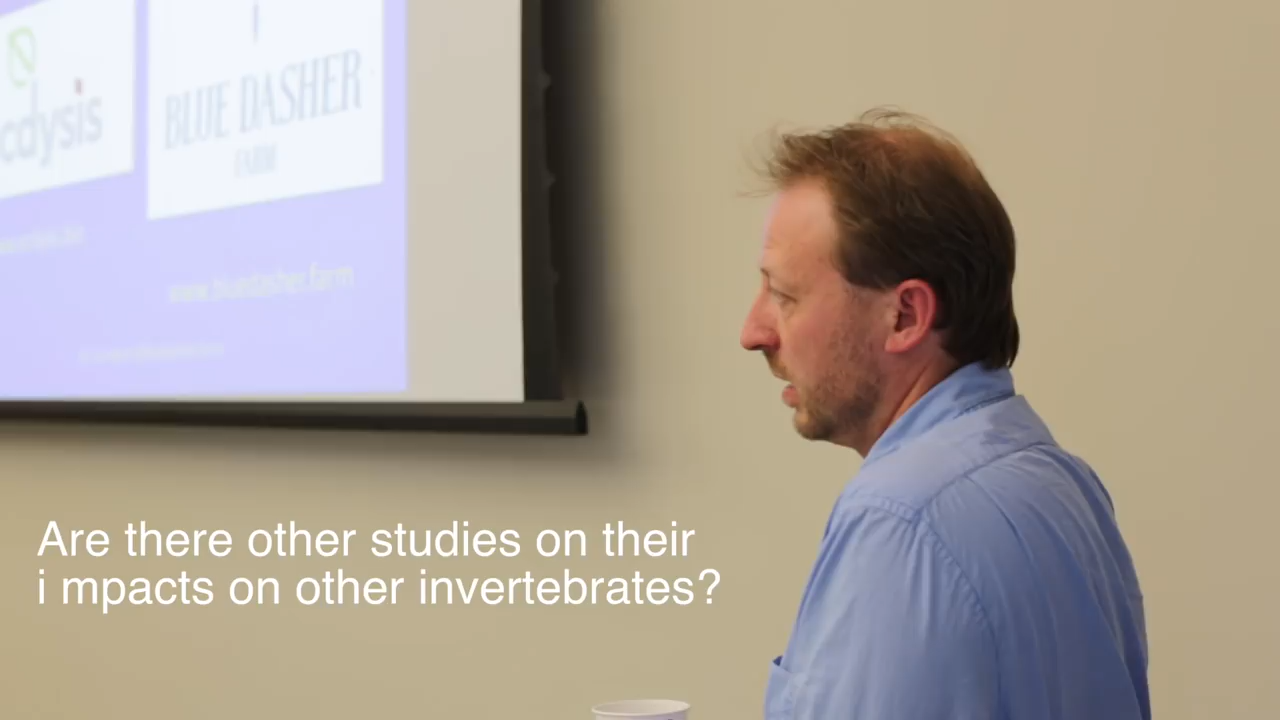 cdysis
BLUE DASHER
FARM
www.bluedasher.farm
Are there other studies on their
i mpacts on other invertebrates?